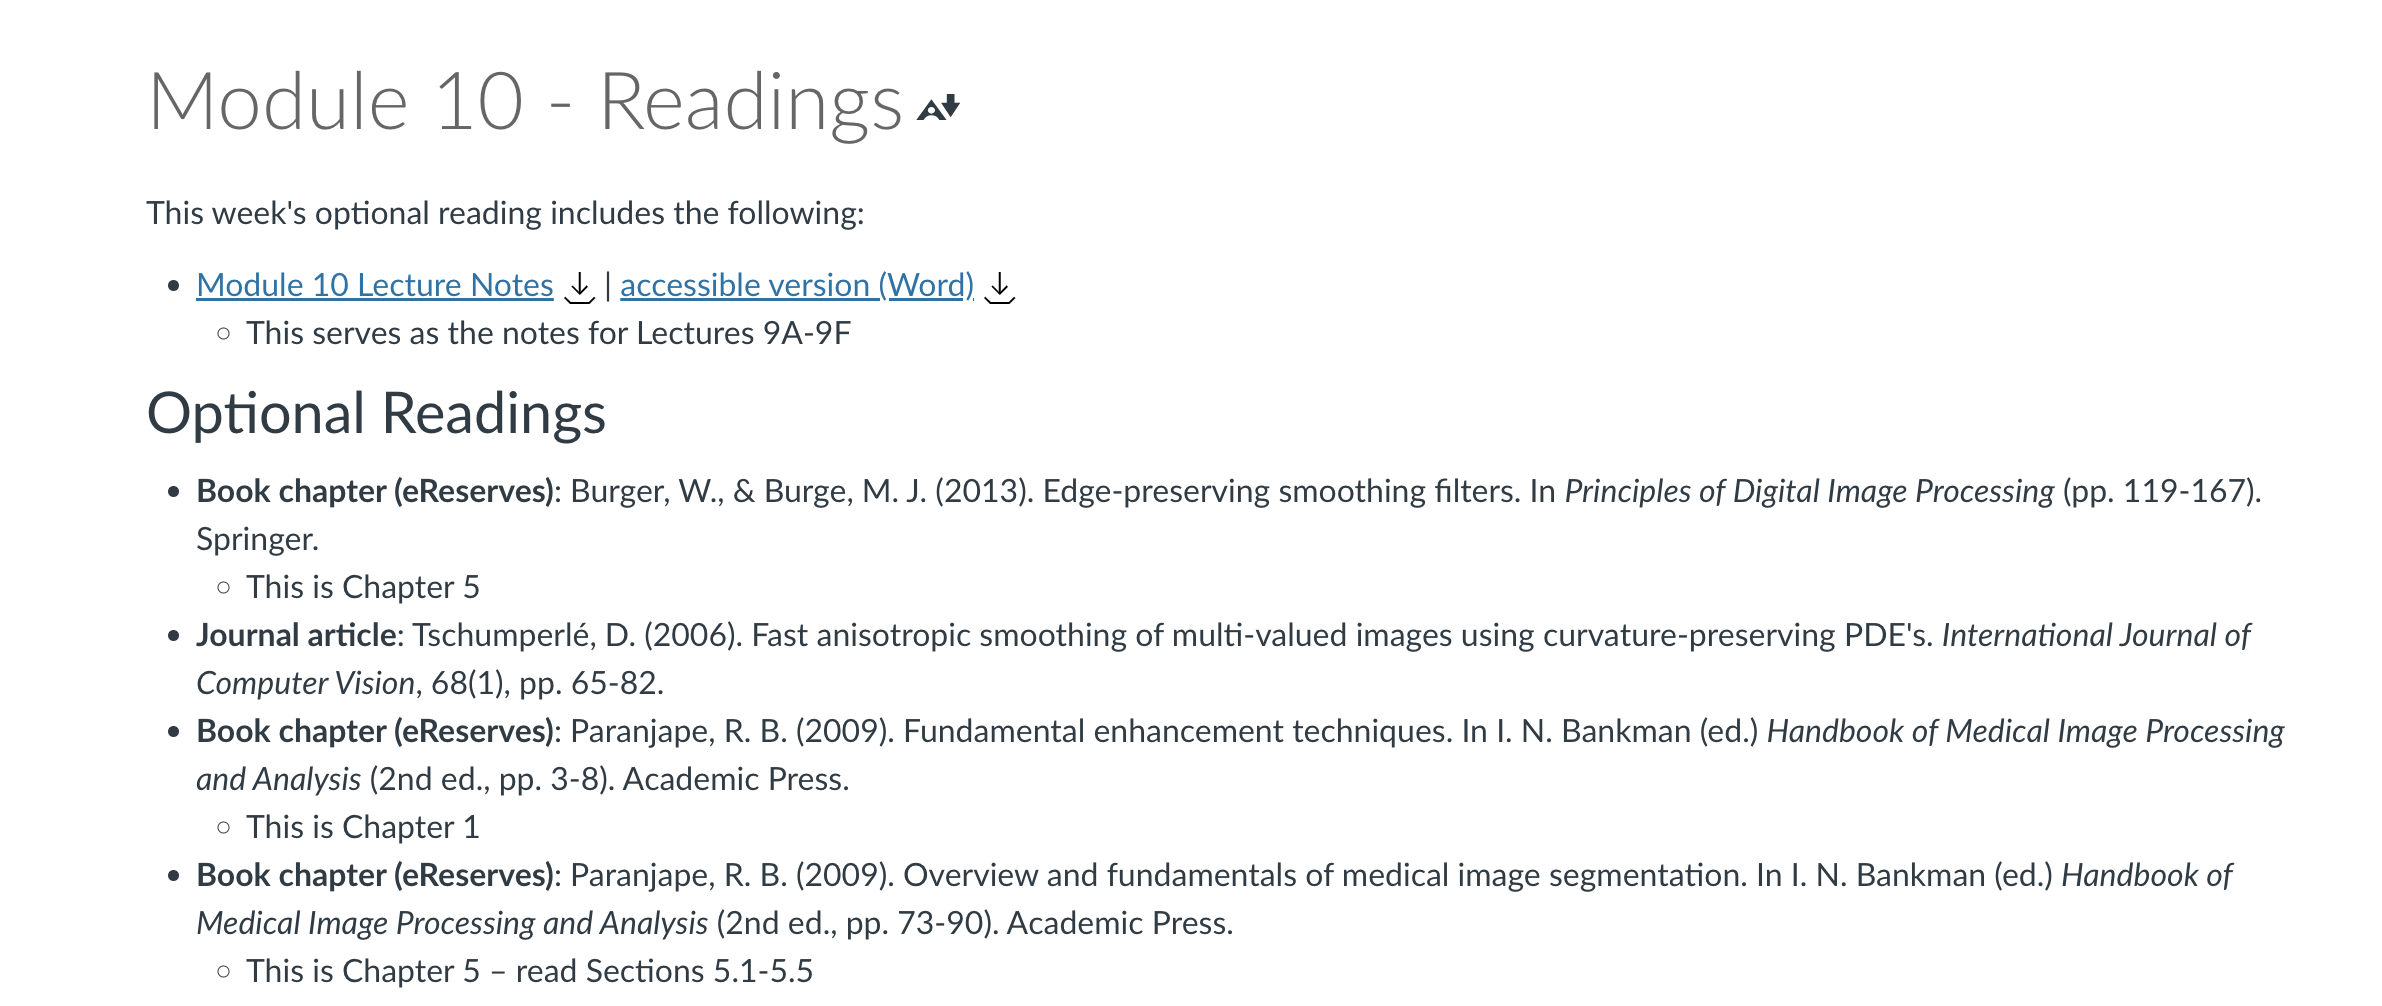 Module 10 - Readings
This week's optional reading includes the following:
Module 10 Lecture Notes | accessible version (Word)
This serves as the notes for Lectures 9A-9F
Optional Readings
Book chapter (eReserves): Burger, W., & Burge, M. J. (2013). Edge-preserving smoothing filters. In Principles of Digital Image Processing (pp. 119-167).
Springer.
This is Chapter 5
Journal article: Tschumperlé, D. (2006). Fast anisotropic smoothing of multi-valued images using curvature-preserving PDE's. International Journal of
Computer Vision, 68(1), pp. 65-82.
Book chapter (eReserves): Paranjape, R. B. (2009). Fundamental enhancement techniques. In I. N. Bankman (ed.) Handbook of Medical Image Processing
and Analysis (2nd ed., pp. 3-8). Academic Press.
This is Chapter 1
Book chapter (eReserves): Paranjape, R. B. (2009). Overview and fundamentals of medical image segmentation. In I. N. Bankman (ed.) Handbook of
Medical Image Processing and Analysis (2nd ed., pp. 73-90). Academic Press.
This is Chapter 5 – read Sections 5.1-5.5